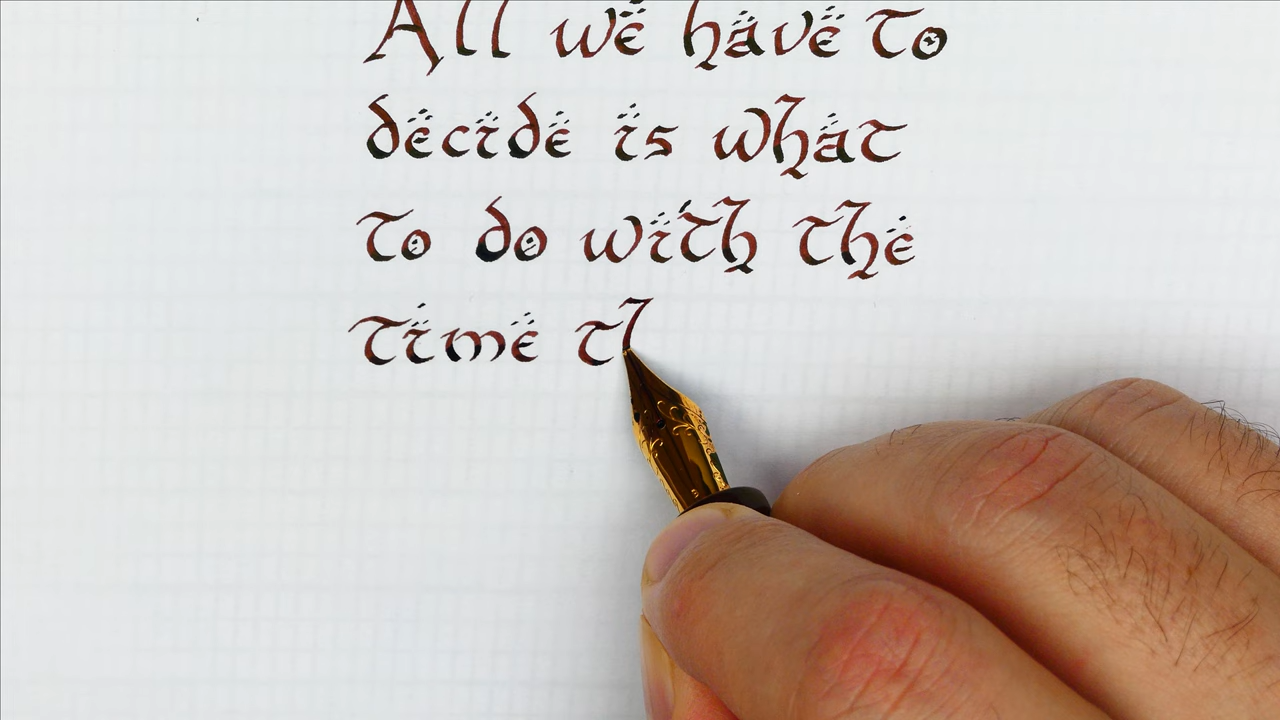 All we have to
decide is what
to do with the
time t